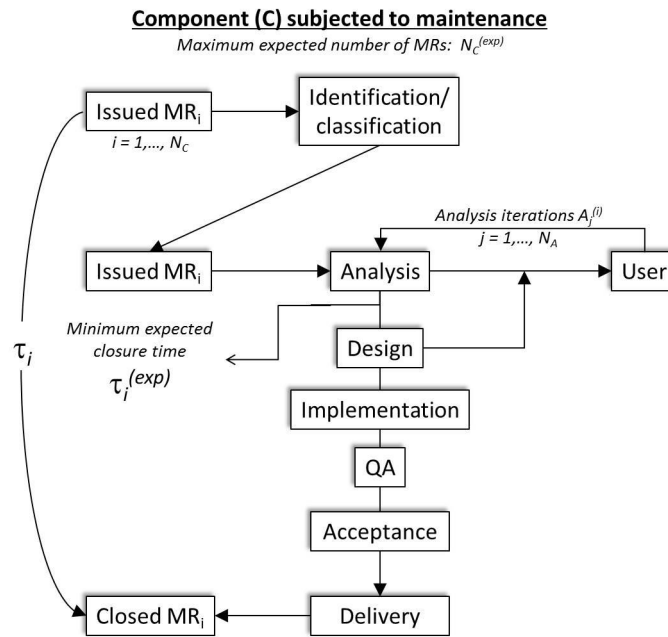 Component (C) subjected to maintenance
Maximum expected number of MRs: N_C^(exp)
Issued MR_i
i = 1,..., N_C
Identification/
classification
Analysis iterations A_j^(i)
j = 1,..., N_A
Issued MR_i
Analysis
User
Minimum expected
closure time
τ_i^(exp)
τ_i
Design
Implementation
QA
Acceptance
Closed MR_i
Delivery